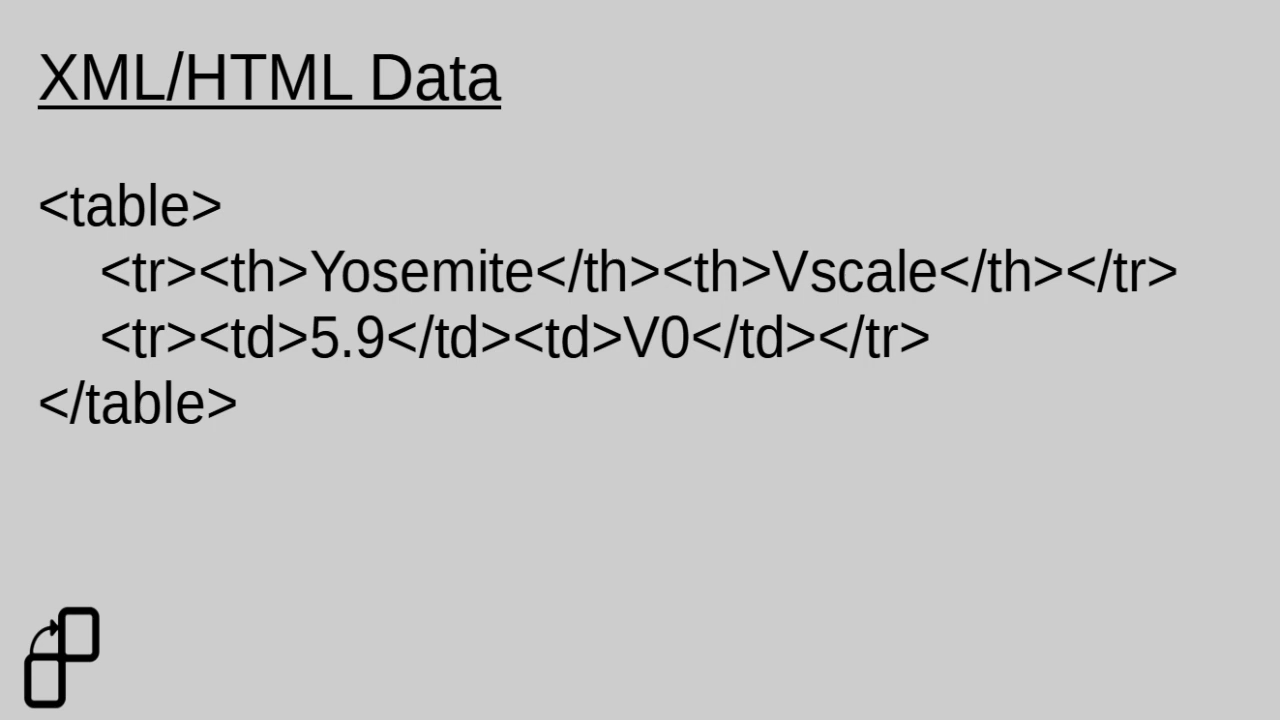 XML/HTML Data
<table>
<tr><th>Yosemite</th><th>Vscale</th></tr>
<tr><td>5.9</td><td>V0</td></tr>
</table>